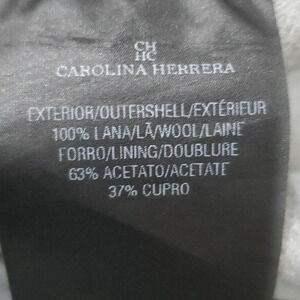 CH
HC
CAROLINA HERRERA
EXTERIOR/OUTERSHELL/EXTÉRIEUR
100% LANA/LÃ/WOOL/LAINE
FORRO/LINING/DOUBLURE
63% ACETATO/ACETATE
37% CUPRO